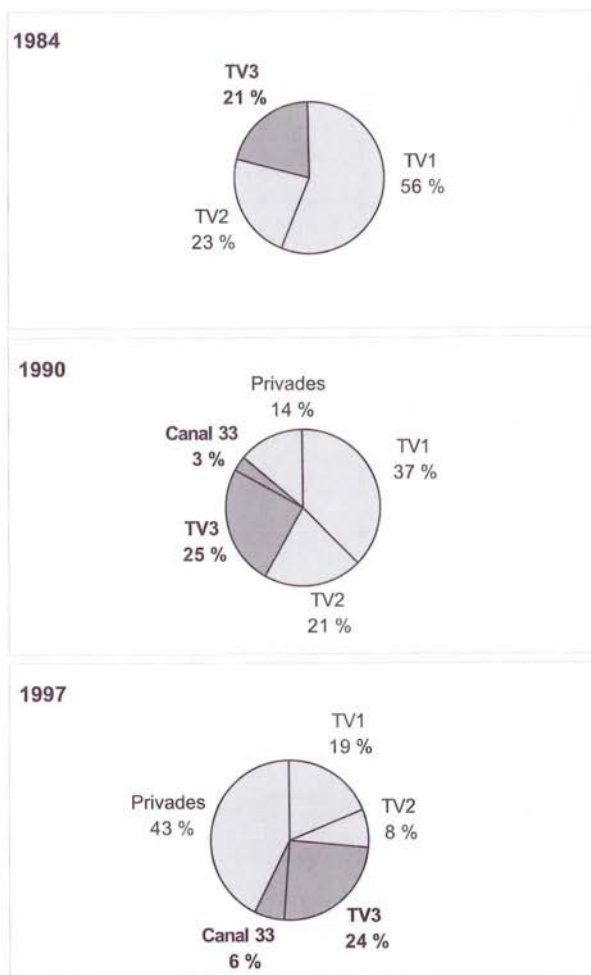 1984
TV3
21 %
TV1
56 %
TV2
23 %
1990
Privades
14 %
Canal 33
3 %
TV1
37 %
TV3
25 %
TV2
21 %
1997
TV1
19 %
Privades
43 %
TV2
8 %
TV3
24 %
Canal 33
6 %